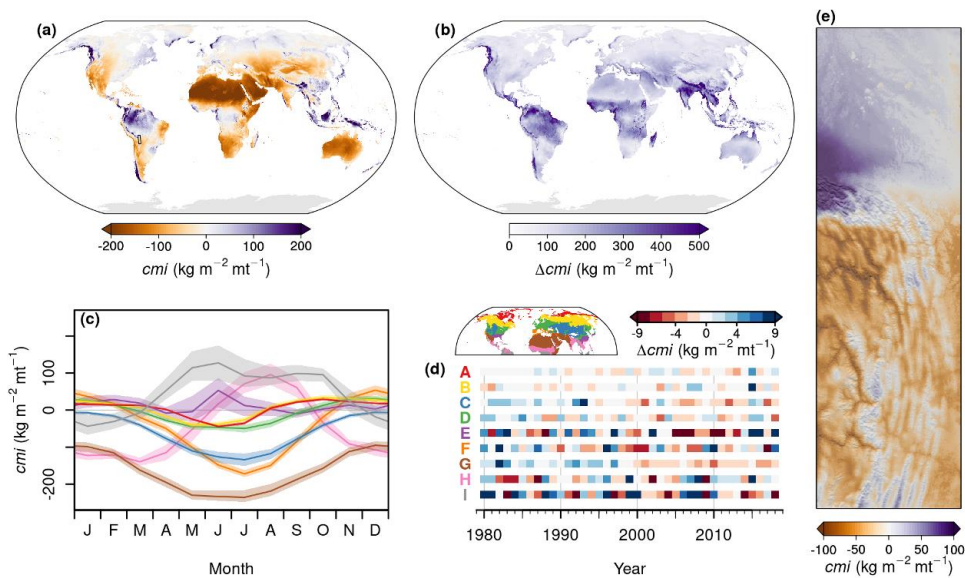 (a)
-200 -100 0 100 200
cmi (kg m−2 mt−1)
(b)
0 100 200 300 400 500
Δcmi (kg m−2 mt−1)
(c)
100
0
-200
cmi (kg m−2 mt−1)
J F M A M J J A S O N D
Month
-9 -4 0 4 9
Δcmi (kg m−2 mt−1)
(d)
A
B
C
D
E
F
G
H
I
1980 1990 2000 2010
Year
(e)
-100 -50 0 50 100
cmi (kg m−2 mt−1)